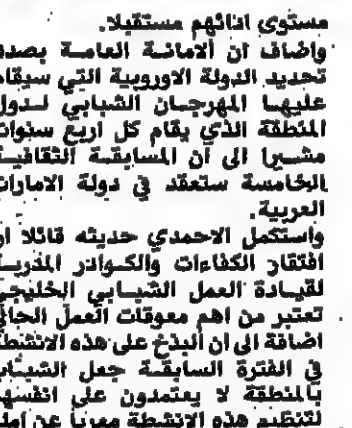 مستوى ادائهم مستقبلا.
واضاف ان الامانة العامة بصدد
تحديد الدولة الاوروبية التي سيقام
عليها المهرجان الشبابي لدول
المنطقة الذي يقام كل اربع سنوات
مشيرا الى أن المسابقة الثقافية
الخامسة ستعقد في دولة الامارات
العربية.
واستكمل الاحمدي حديثه قائلا ان
افتقار الكفاءات والكوادر المدربة
لقيادة العمل الشبابي الخليجي
تعتبر من اهم معوقات العمل الحالي
اضافة الى ان البذخ على هذه الانشطة
في الفترة السابقة جعل الشباب
بالمنطقة لا يعتمدون على انفسهم
لتنظيم هذه الانشطة معربا عن امله